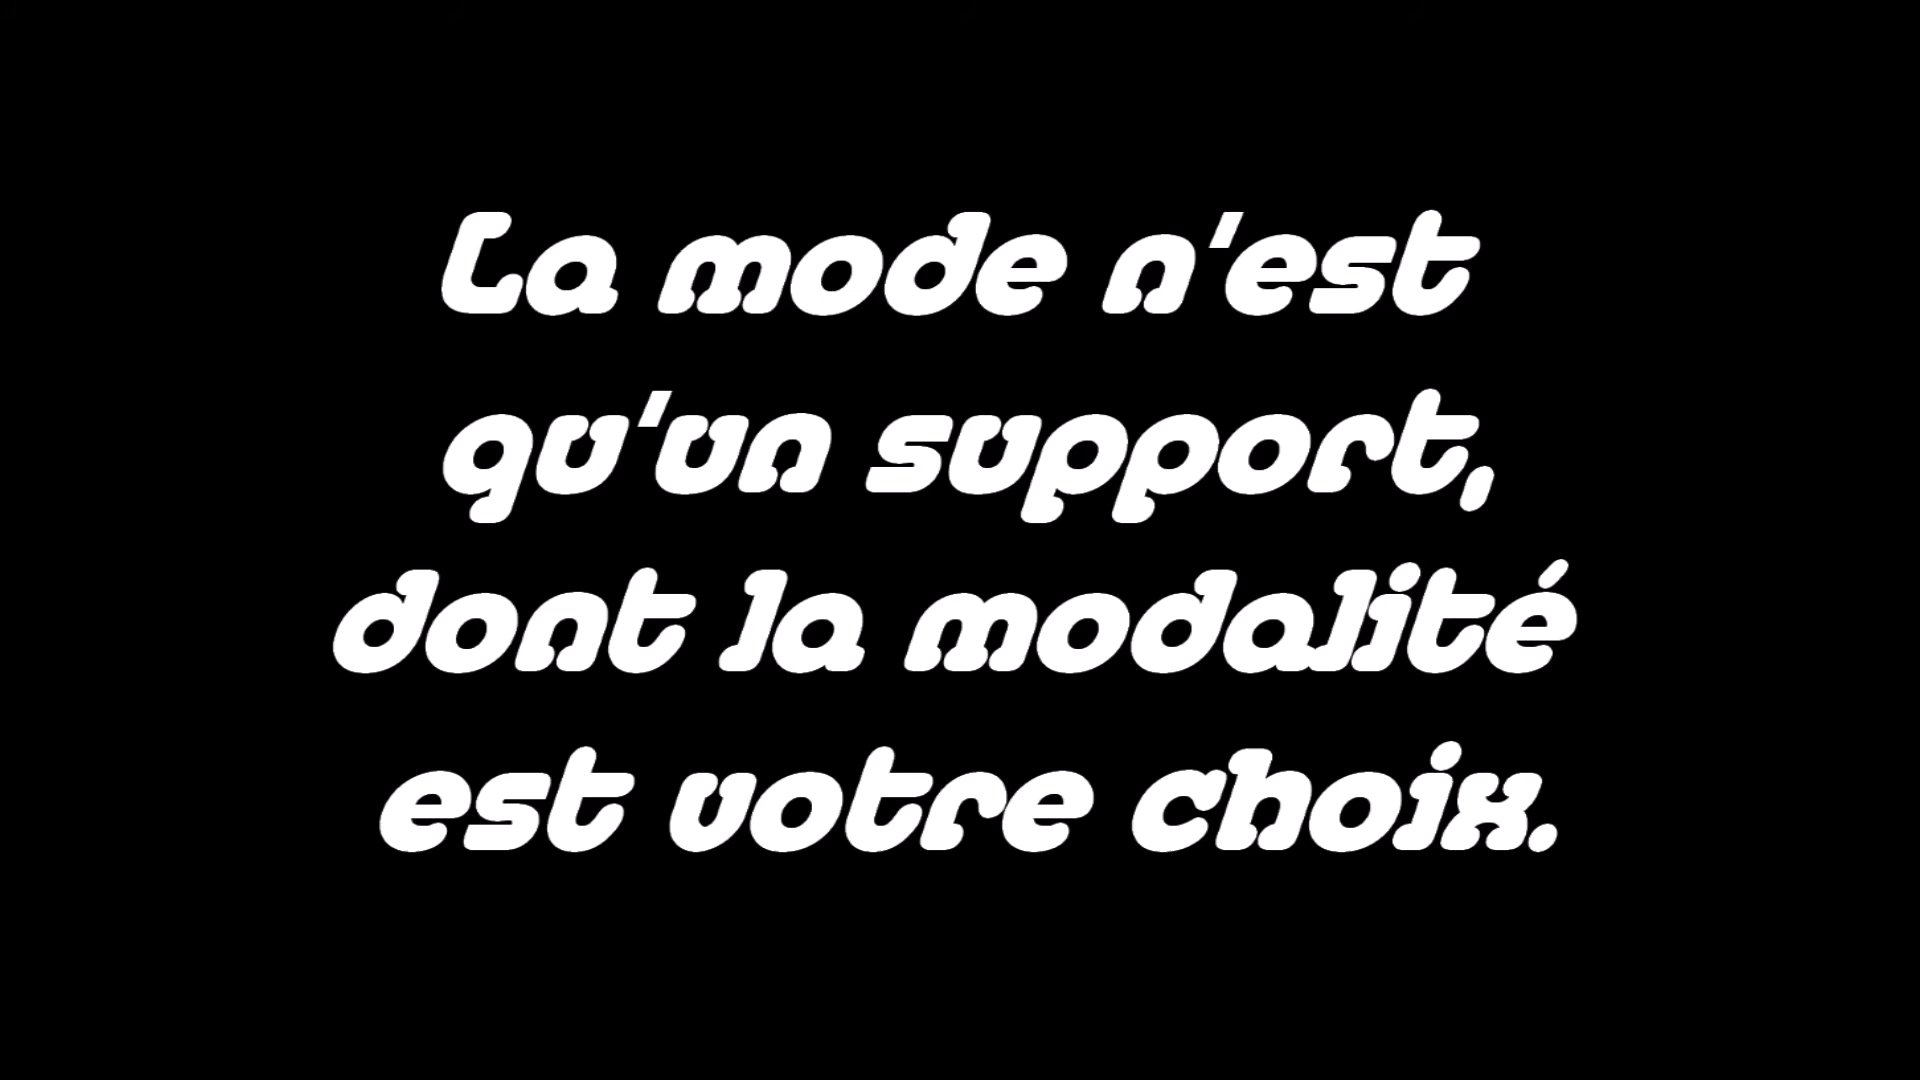 La mode n'est
qu'un support,
dont la modalité
est votre choix.